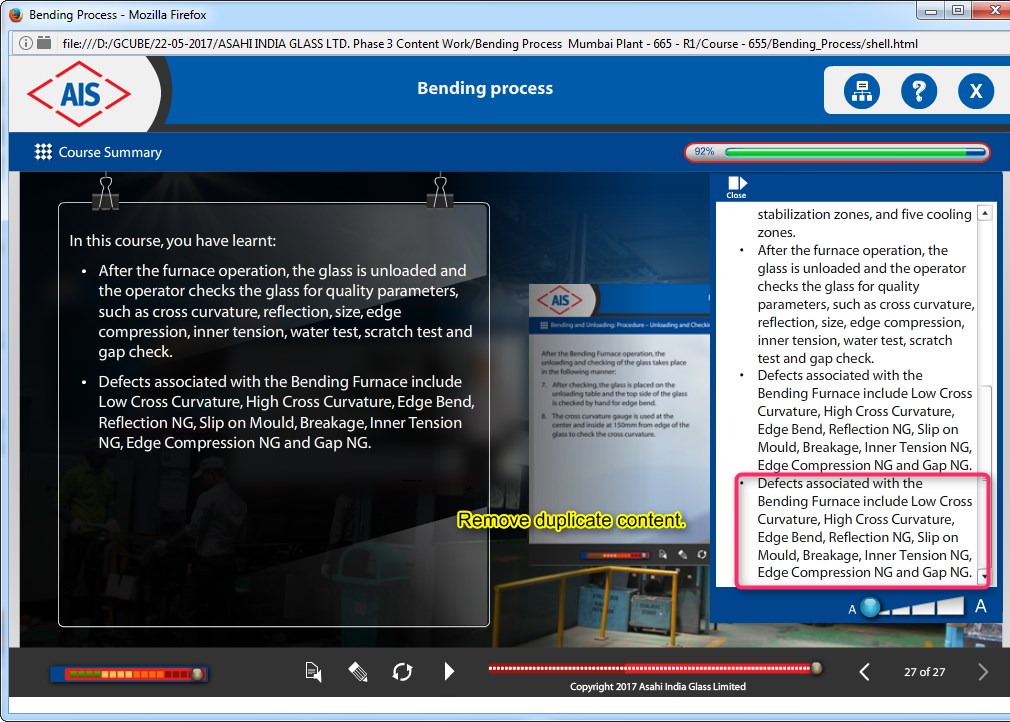 Bending Process - Mozilla Firefox
file:///D:/GCUBE/22-05-2017/ASAHI INDIA GLASS LTD. Phase 3 Content Work/Bending Process  Mumbai Plant - 665 - R1/Course - 655/Bending_Process/shell.html
AIS
Bending process
?
X
Course Summary
92%
Close
In this course, you have learnt:
• After the furnace operation, the glass is unloaded and
the operator checks the glass for quality parameters,
such as cross curvature, reflection, size, edge
compression, inner tension, water test, scratch test and
gap check.
• Defects associated with the Bending Furnace include
Low Cross Curvature, High Cross Curvature, Edge Bend,
Reflection NG, Slip on Mould, Breakage, Inner Tension
NG, Edge Compression NG and Gap NG.
AIS
Bending and Unloading: Procedure – Unloading and Checking
After the Bending Furnace operation, the
unloading and checking of the glass takes place
in the following manner:
7. After checking, the glass is placed on the
unloading table and the top side of the glass
is checked by hand for edge bend.
8. The cross curvature gauge is used at the
center and inside at 150mm from edge of the
glass to check the cross curvature.
Remove duplicate content.
stabilization zones, and five cooling
zones.
• After the furnace operation, the
glass is unloaded and the operator
checks the glass for quality
parameters, such as cross curvature,
reflection, size, edge compression,
inner tension, water test, scratch
test and gap check.
• Defects associated with the
Bending Furnace include Low Cross
Curvature, High Cross Curvature,
Edge Bend, Reflection NG, Slip on
Mould, Breakage, Inner Tension NG,
Edge Compression NG and Gap NG.
• Defects associated with the
Bending Furnace include Low Cross
Curvature, High Cross Curvature,
Edge Bend, Reflection NG, Slip on
Mould, Breakage, Inner Tension NG,
Edge Compression NG and Gap NG.
A A
27 of 27
Copyright 2017 Asahi India Glass Limited